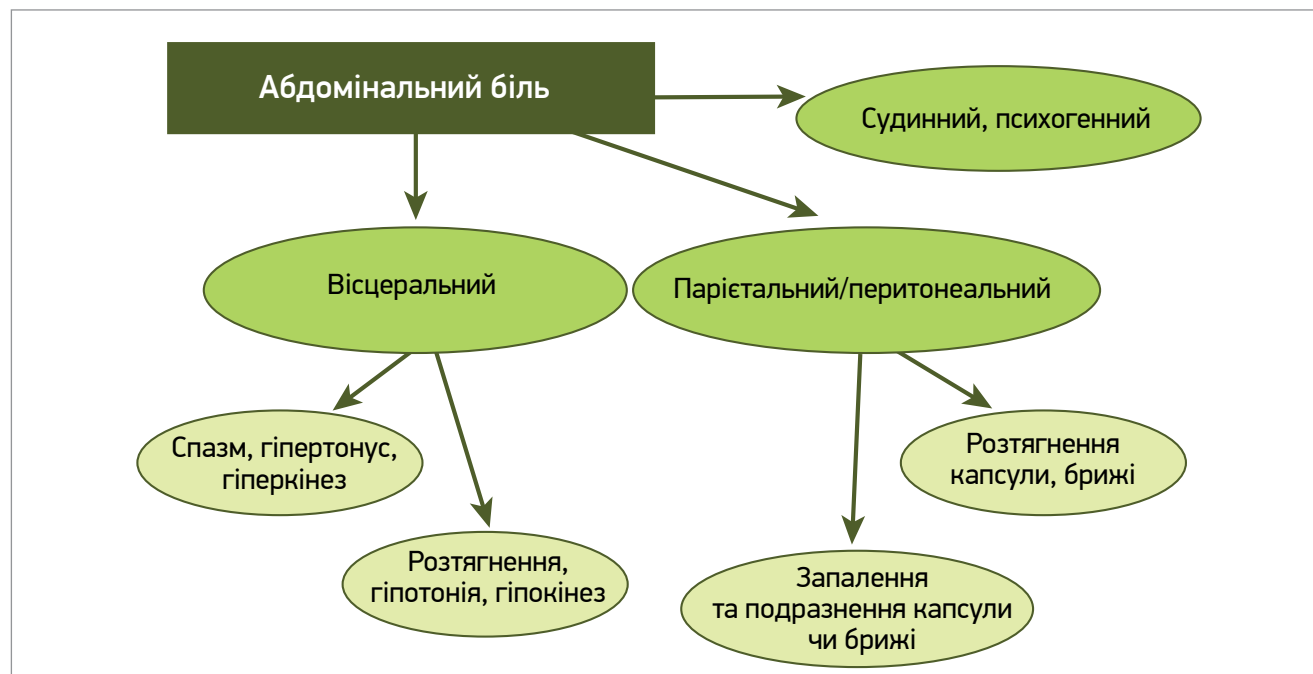 Абдомінальний біль
Судинний, психогенний
Вісцеральний
Парієтальний/перитонеальний
Спазм, гіпертонус,
гіперкінез
Розтягнення
капсули, брижі
Розтягнення,
гіпотонія, гіпокінез
Запалення
та подразнення капсули
чи брижі